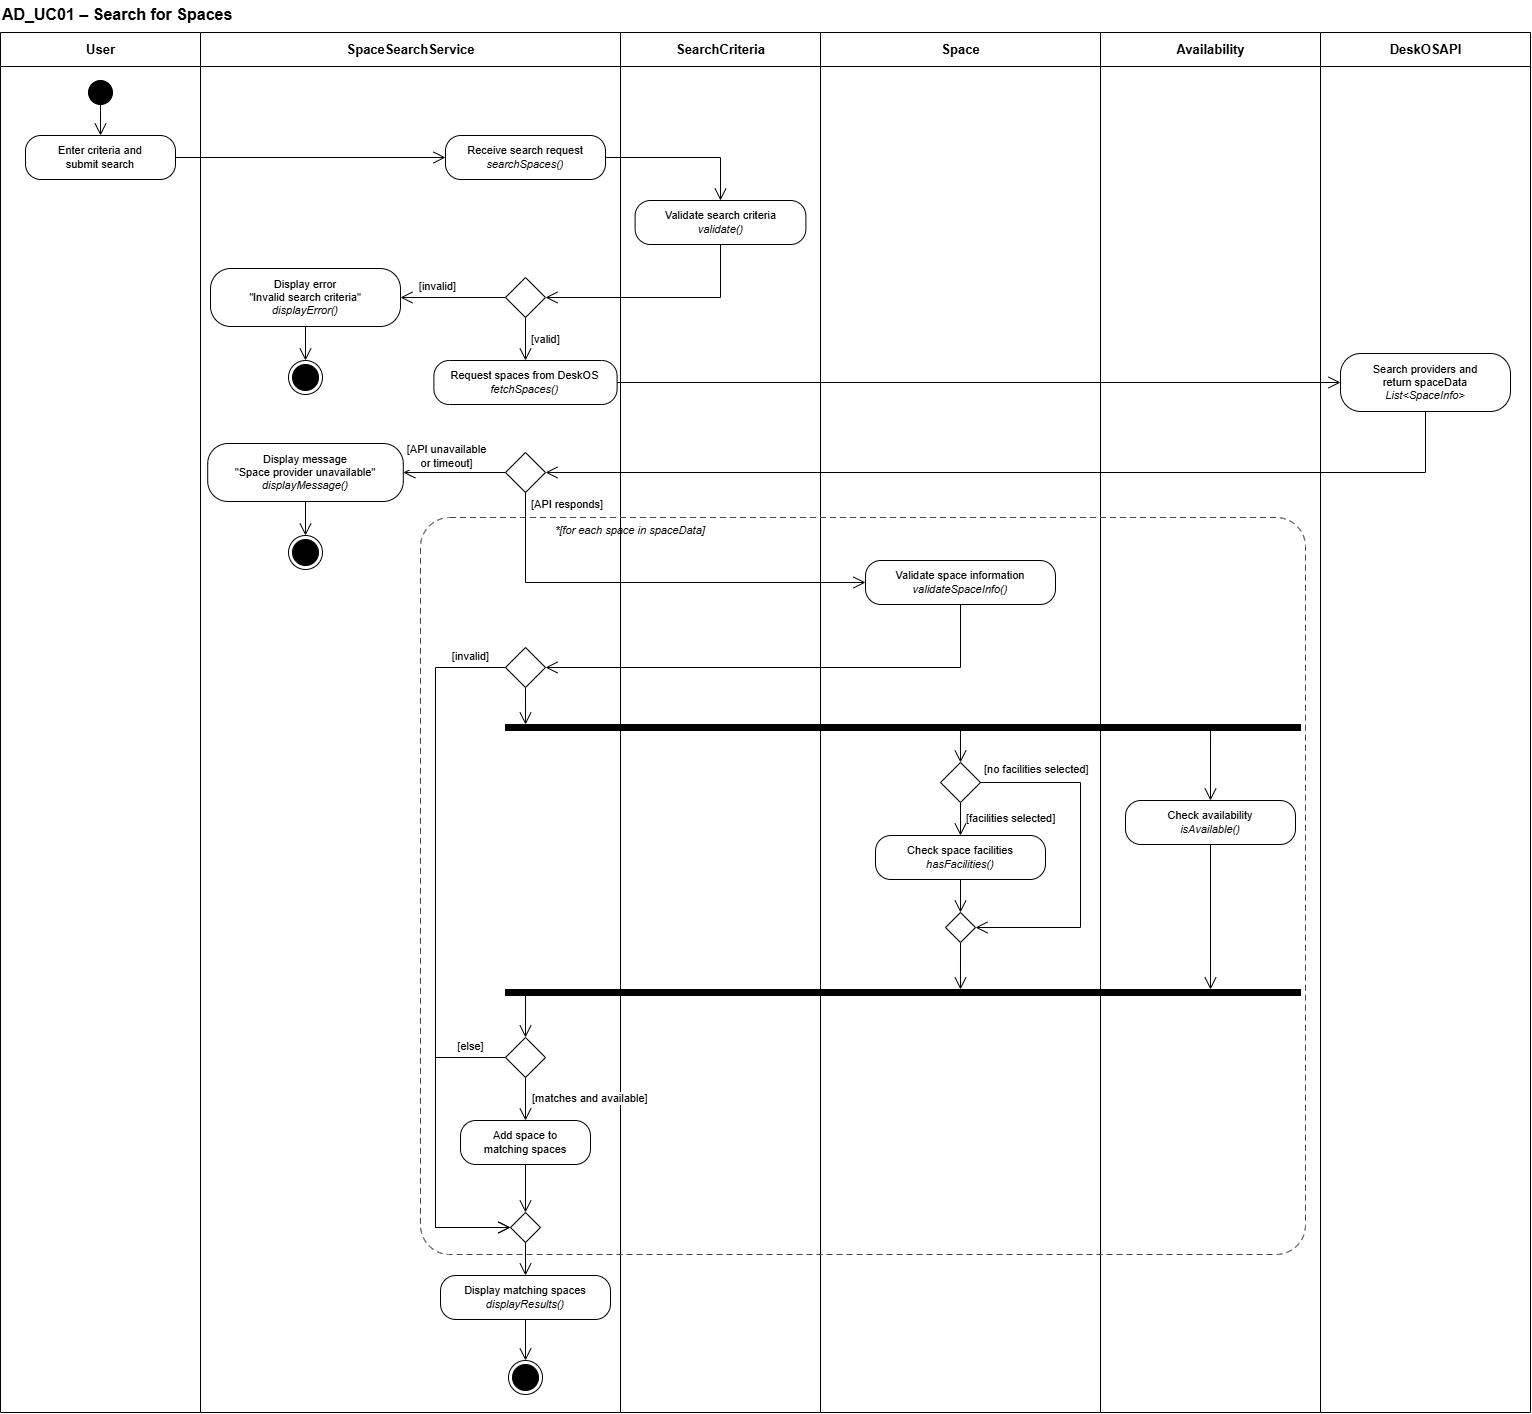 AD_UC01 – Search for Spaces
User
SpaceSearchService
SearchCriteria
Space
Availability
DeskOSAPI
Enter criteria and
submit search
Receive search request
searchSpaces()
Validate search criteria
validate()
Display error
"Invalid search criteria"
displayError()
[invalid]
[valid]
Request spaces from DeskOS
fetchSpaces()
Search providers and
return spaceData
List<SpaceInfo>
Display message
"Space provider unavailable"
displayMessage()
[API unavailable
or timeout]
[API responds]
*[for each space in spaceData]
Validate space information
validateSpaceInfo()
[invalid]
[no facilities selected]
[facilities selected]
Check availability
isAvailable()
Check space facilities
hasFacilities()
[else]
[matches and available]
Add space to
matching spaces
Display matching spaces
displayResults()